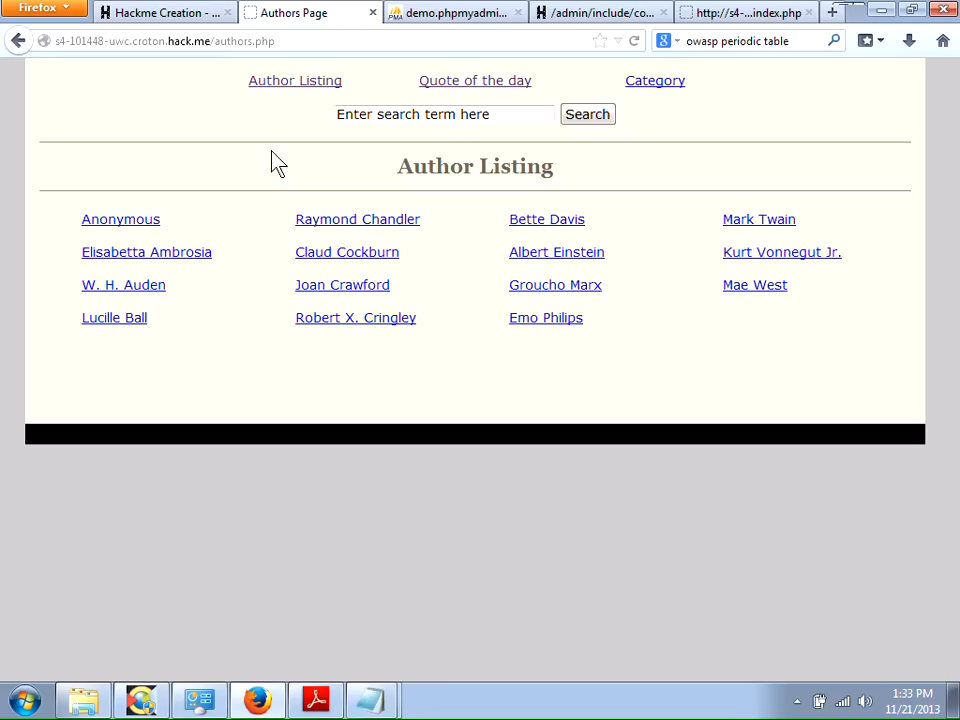 Firefox
Hackme Creation - ...
Authors Page
demo.phpmyadmi...
/admin/include/co...
http://s4-...index.php
s4-101448-uwc.croton.hack.me/authors.php
owasp periodic table
Author Listing Quote of the day Category
Enter search term here Search
Author Listing
Anonymous Raymond Chandler Bette Davis Mark Twain
Elisabetta Ambrosia Claud Cockburn Albert Einstein Kurt Vonnegut Jr.
W. H. Auden Joan Crawford Groucho Marx Mae West
Lucille Ball Robert X. Cringley Emo Philips
1:33 PM
11/21/2013